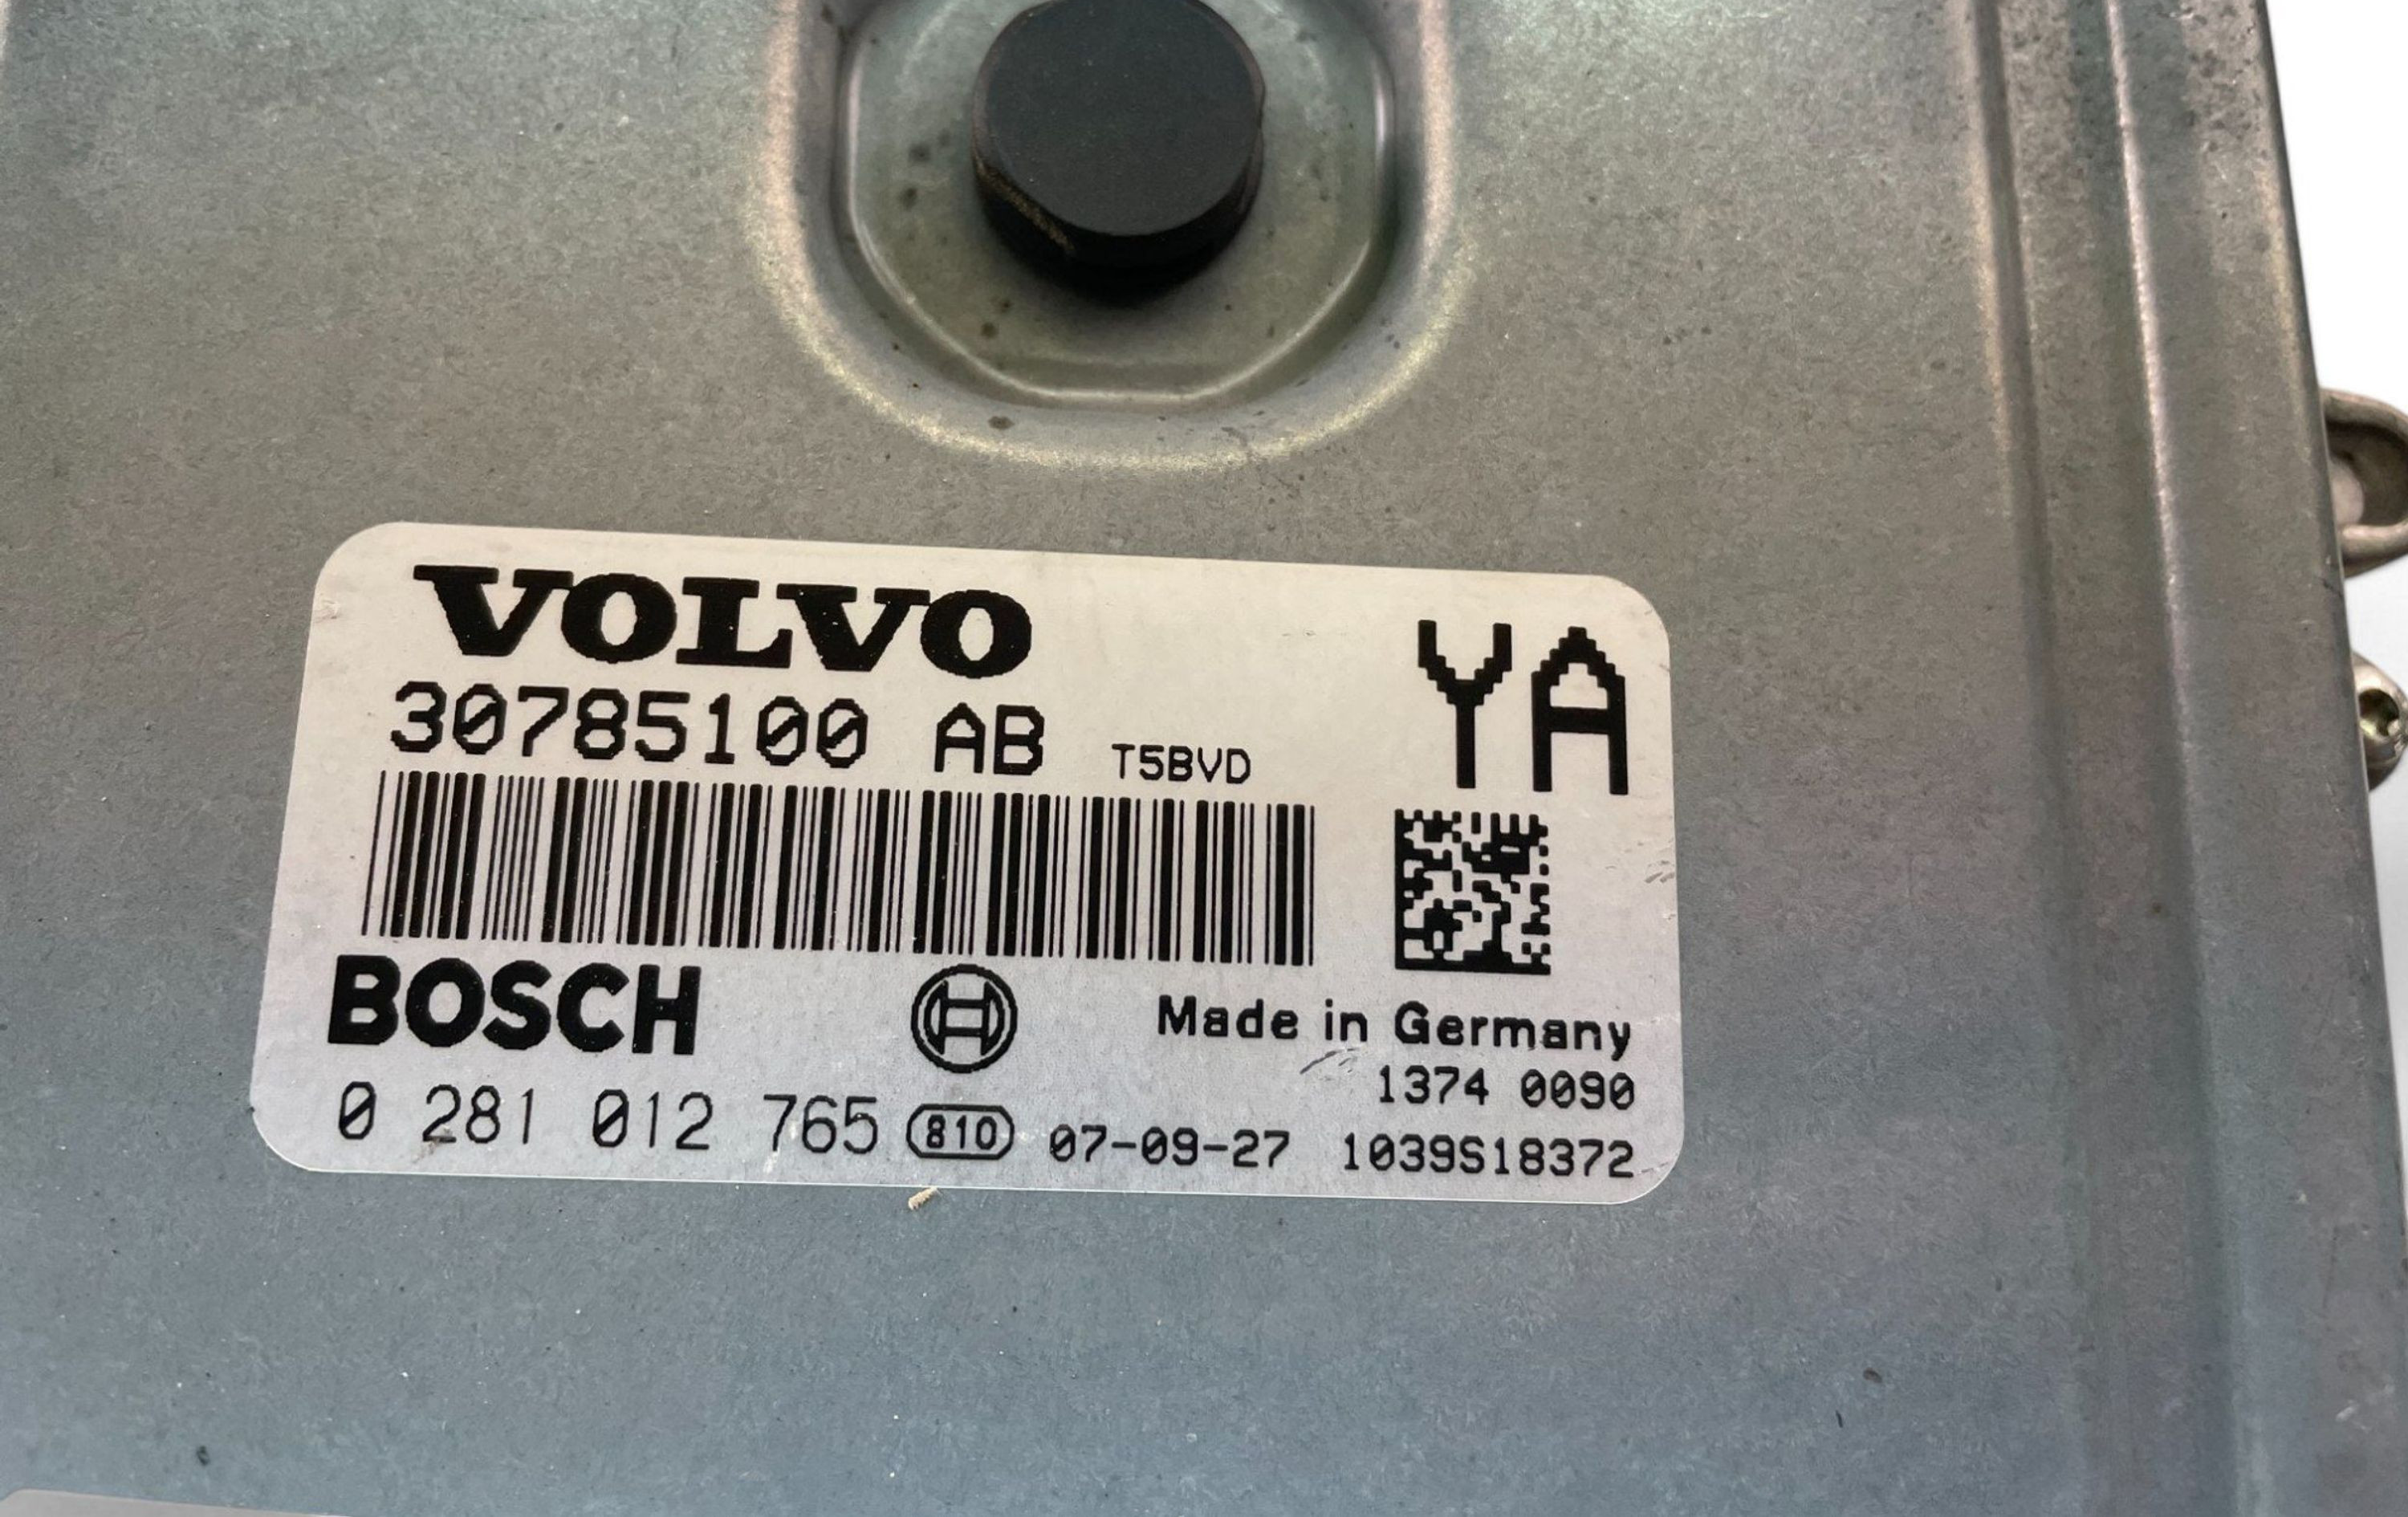 VOLVO
YA
30785100 AB T5BVD
BOSCH
Made in Germany
1374 0090
0 281 012 765 810 07-09-27 1039S18372